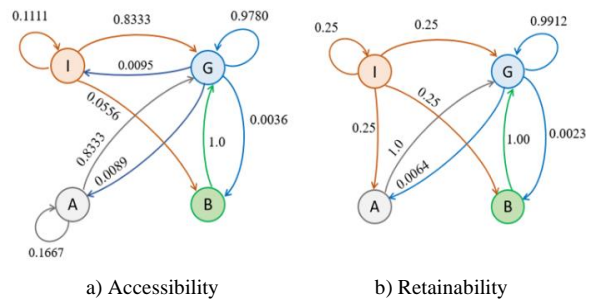 0.1111
0.8333
0.9780
I
G
0.0095
0.0556
0.8333
0.0089
1.0
0.0036
A
B
0.1667
a) Accessibility
0.25
0.25
0.9912
I
G
0.25
0.25
1.0
0.0064
1.00
0.0023
A
B
b) Retainability